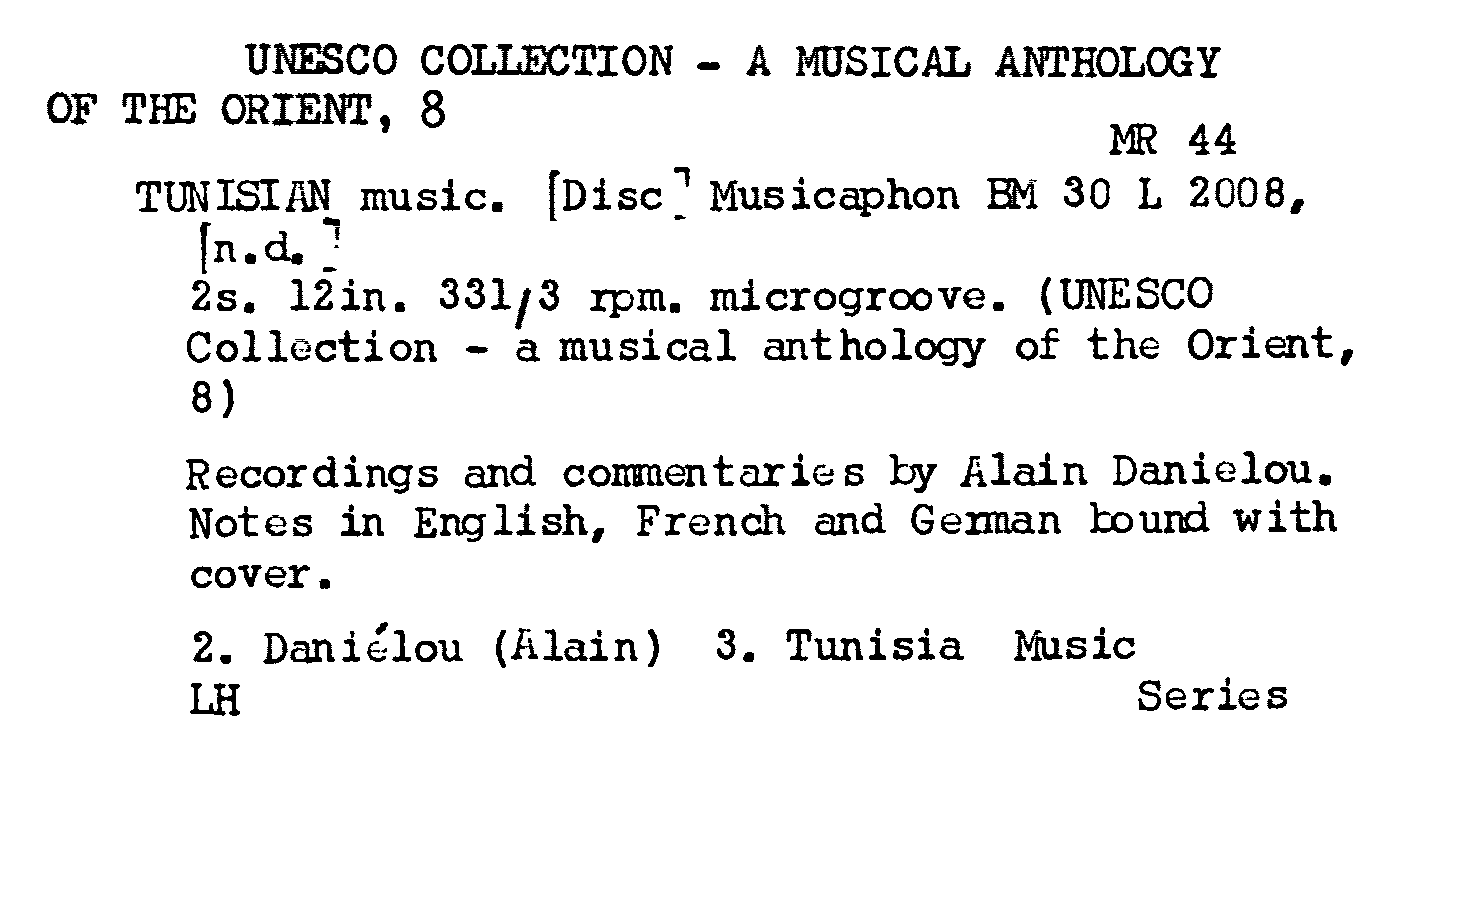 UNESCO COLLECTION - A MUSICAL ANTHOLOGY
OF THE ORIENT, 8
MR 44
TUNISIAN music. [Disc] Musicaphon BM 30 L 2008,
[n.d.]
2s. 12in. 331/3 rpm. microgroove. (UNESCO
Collection - a musical anthology of the Orient,
8)
Recordings and commentaries by Alain Danielou.
Notes in English, French and German bound with
cover.
2. Daniélou (Alain) 3. Tunisia Music
LH Series